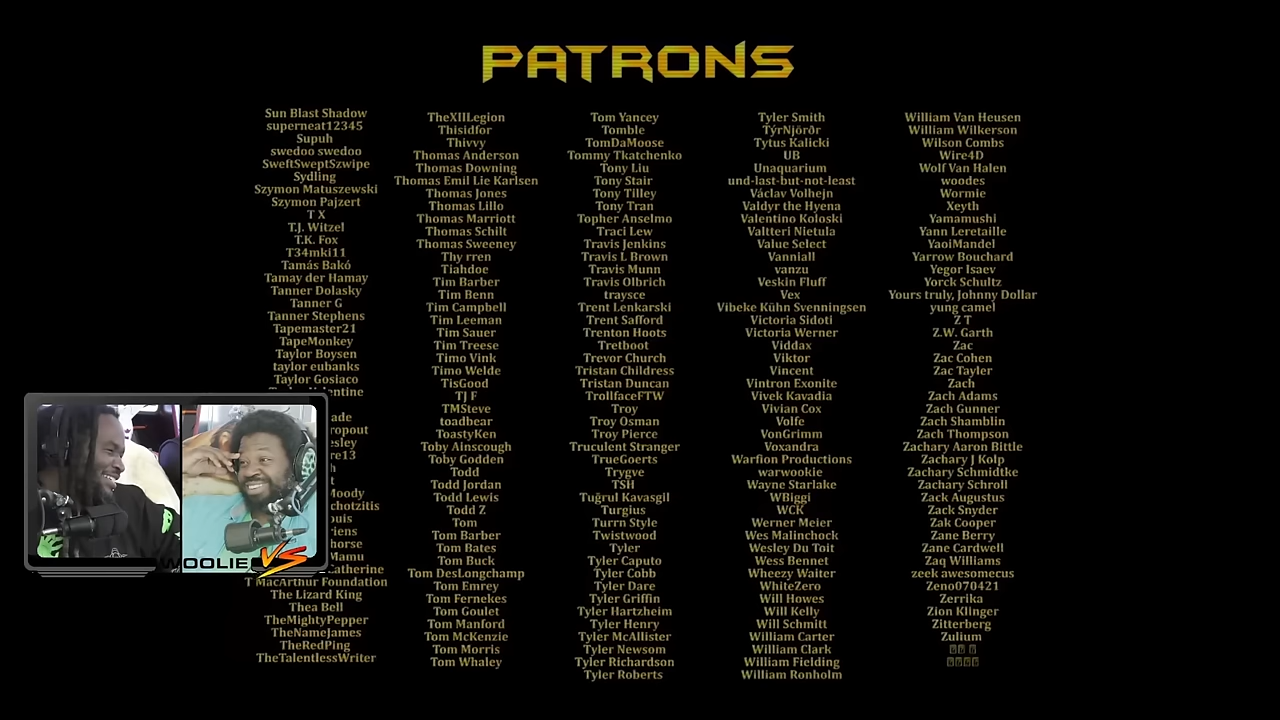 PATRONS
Sun Blast Shadow
superneat12345
Supuh
swedoo swedoo
SweftSweptSzwipe
Sydling
Szymon Matuszewski
Szymon Pajzert
T X
T.J. Witzel
T.K. Fox
T34mki11
Tamás Bakó
Tamay der Hamay
Tanner Dolasky
Tanner G
Tanner Stephens
Tapemaster21
TapeMonkey
Taylor Boysen
taylor eubanks
Taylor Gosiaco
T MacArthur Foundation
The Lizard King
Thea Bell
TheMightyPepper
TheNameJames
TheRedPing
TheTalentlessWriter
TheXIILegion
Thisidfor
Thivvy
Thomas Anderson
Thomas Downing
Thomas Emil Lie Karlsen
Thomas Jones
Thomas Lillo
Thomas Marriott
Thomas Schilt
Thomas Sweeney
Thy rren
Tiahdoe
Tim Barber
Tim Benn
Tim Campbell
Tim Leeman
Tim Sauer
Tim Treese
Timo Vink
Timo Welde
TisGood
TJ F
TMSteve
toadbear
ToastyKen
Toby Ainscough
Toby Godden
Todd
Todd Jordan
Todd Lewis
Todd Z
Tom
Tom Barber
Tom Bates
Tom Buck
Tom DesLongchamp
Tom Emrey
Tom Fernekes
Tom Goulet
Tom Manford
Tom McKenzie
Tom Morris
Tom Whaley
Tom Yancey
Tomble
TomDaMoose
Tommy Tkatchenko
Tony Liu
Tony Stair
Tony Tilley
Tony Tran
Topher Anselmo
Traci Lew
Travis Jenkins
Travis L Brown
Travis Munn
Travis Olbrich
traysce
Trent Lenkarski
Trent Safford
Trenton Hoots
Tretboot
Trevor Church
Tristan Childress
Tristan Duncan
TrollfaceFTW
Troy
Troy Osman
Troy Pierce
Truculent Stranger
TrueGoerts
Trygve
TSH
Tuğrul Kavasgil
Turgius
Turrn Style
Twistwood
Tyler
Tyler Caputo
Tyler Cobb
Tyler Dare
Tyler Griffin
Tyler Hartzheim
Tyler Henry
Tyler McAllister
Tyler Newsom
Tyler Richardson
Tyler Roberts
Tyler Smith
TýrNjörðr
Tytus Kalicki
UB
Unaquarium
und-last-but-not-least
Václav Volhejn
Valdyr the Hyena
Valentino Koloski
Valtteri Nietula
Value Select
Vanniall
vanzu
Veskin Fluff
Vex
Vibeke Kühn Svenningsen
Victoria Sidoti
Victoria Werner
Viddax
Viktor
Vincent
Vintron Exonite
Vivek Kavadia
Vivian Cox
Volfe
VonGrimm
Voxandra
Warfion Productions
warwookie
Wayne Starlake
WBiggi
WCK
Werner Meier
Wes Malinchock
Wesley Du Toit
Wess Bennet
Wheezy Waiter
WhiteZero
Will Howes
Will Kelly
Will Schmitt
William Carter
William Clark
William Fielding
William Ronholm
William Van Heusen
William Wilkerson
Wilson Combs
Wire4D
Wolf Van Halen
woodes
Wormie
Xeyth
Yamamushi
Yann Leretaille
YaoiMandel
Yarrow Bouchard
Yegor Isaev
Yorck Schultz
Yours truly, Johnny Dollar
yung camel
Z T
Z.W. Garth
Zac
Zac Cohen
Zac Tayler
Zach
Zach Adams
Zach Gunner
Zach Shamblin
Zach Thompson
Zachary Aaron Bittle
Zachary J Kolp
Zachary Schmidtke
Zachary Schroll
Zack Augustus
Zack Snyder
Zak Cooper
Zane Berry
Zane Cardwell
Zaq Williams
zeek awesomecus
Zeno070421
Zerrika
Zion Klinger
Zitterberg
Zulium
WOOLIE VS